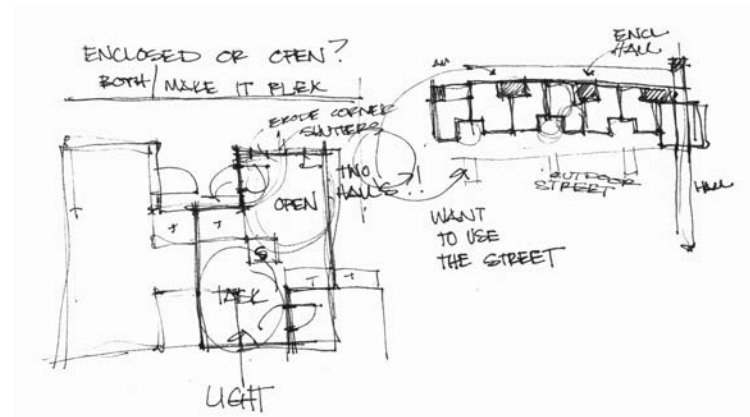 ENCLOSED OR OPEN?
BOTH/MAKE IT FLEX
ERODE CORNER
SHUTTERS
TWO
HALLS?!
OPEN
S
TASK
LIGHT
ENCL
HALL
OUTDOOR
STREET
HALL
WANT
TO USE
THE STREET